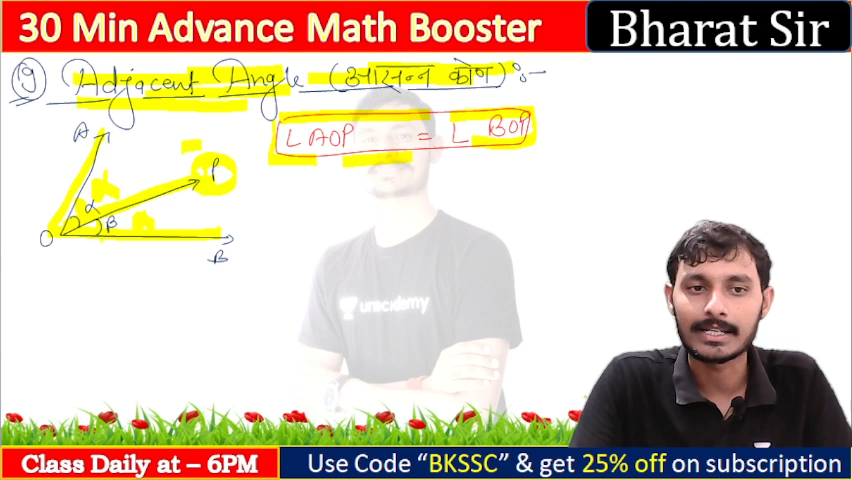 30 Min Advance Math Booster
Bharat Sir
19 Adjacent Angle (आसन्न कोण) :-
∠AOP = ∠BOP
A
P
α
β
O
B
unacademy
Class Daily at – 6PM
Use Code “BKSSC” & get 25% off on subscription